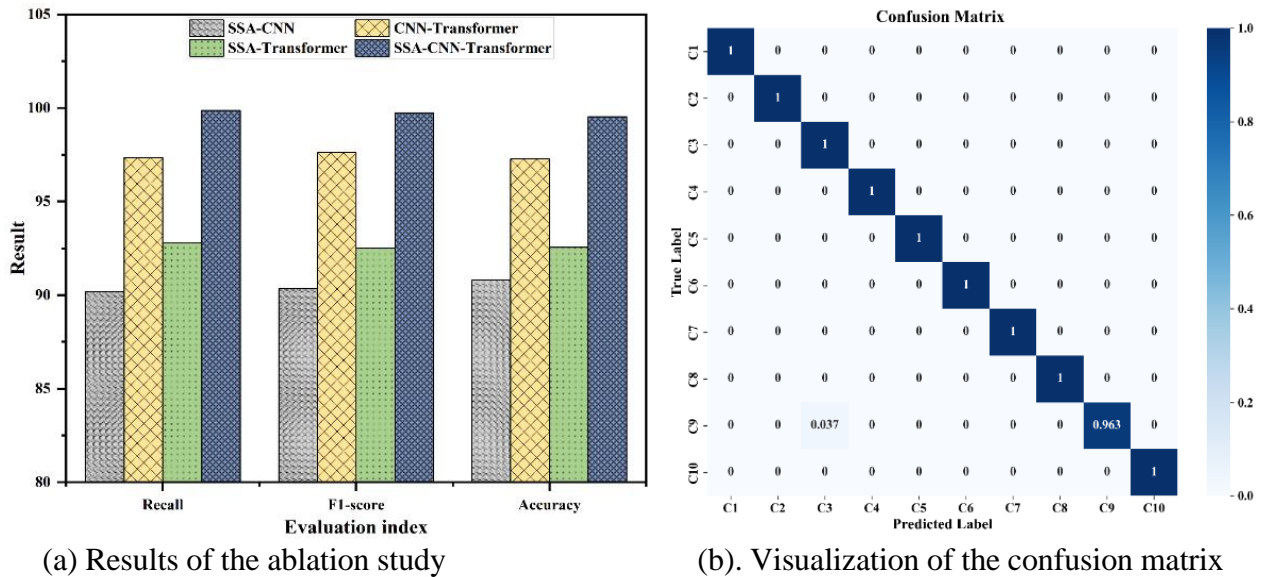 105
100
95
90
85
80
Result
SSA-CNN CNN-Transformer
SSA-Transformer SSA-CNN-Transformer
Recall F1-score Accuracy
Evaluation index
(a) Results of the ablation study
Confusion Matrix
True Label
C1 1 0 0 0 0 0 0 0 0 0
C2 0 1 0 0 0 0 0 0 0 0
C3 0 0 1 0 0 0 0 0 0 0
C4 0 0 0 1 0 0 0 0 0 0
C5 0 0 0 0 1 0 0 0 0 0
C6 0 0 0 0 0 1 0 0 0 0
C7 0 0 0 0 0 0 1 0 0 0
C8 0 0 0 0 0 0 0 1 0 0
C9 0 0 0.037 0 0 0 0 0 0.963 0
C10 0 0 0 0 0 0 0 0 0 1
C1 C2 C3 C4 C5 C6 C7 C8 C9 C10
Predicted Label
1.0
0.8
0.6
0.4
0.2
0.0
(b). Visualization of the confusion matrix